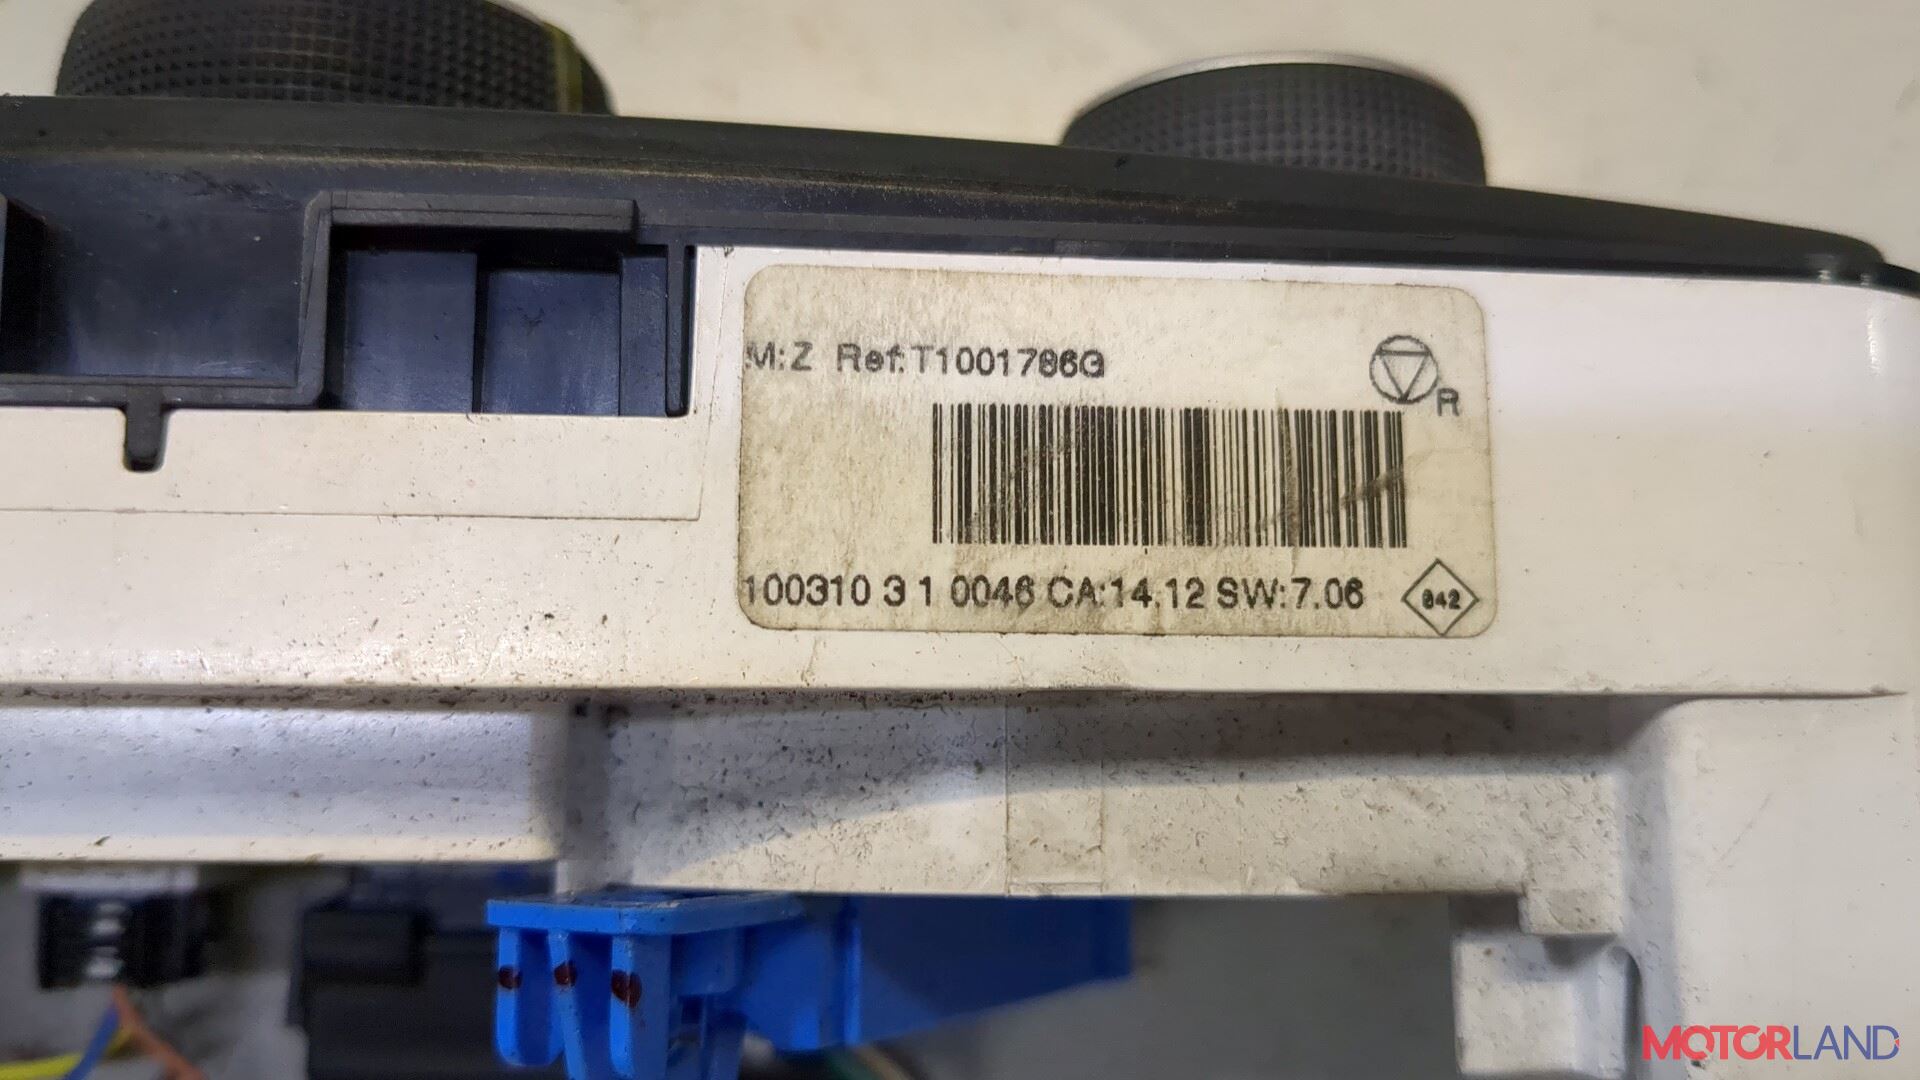 M:Z Ref:T1001786G
R
100310 3 1 0046 CA:14.12 SW:7.06
842
MOTORLAND